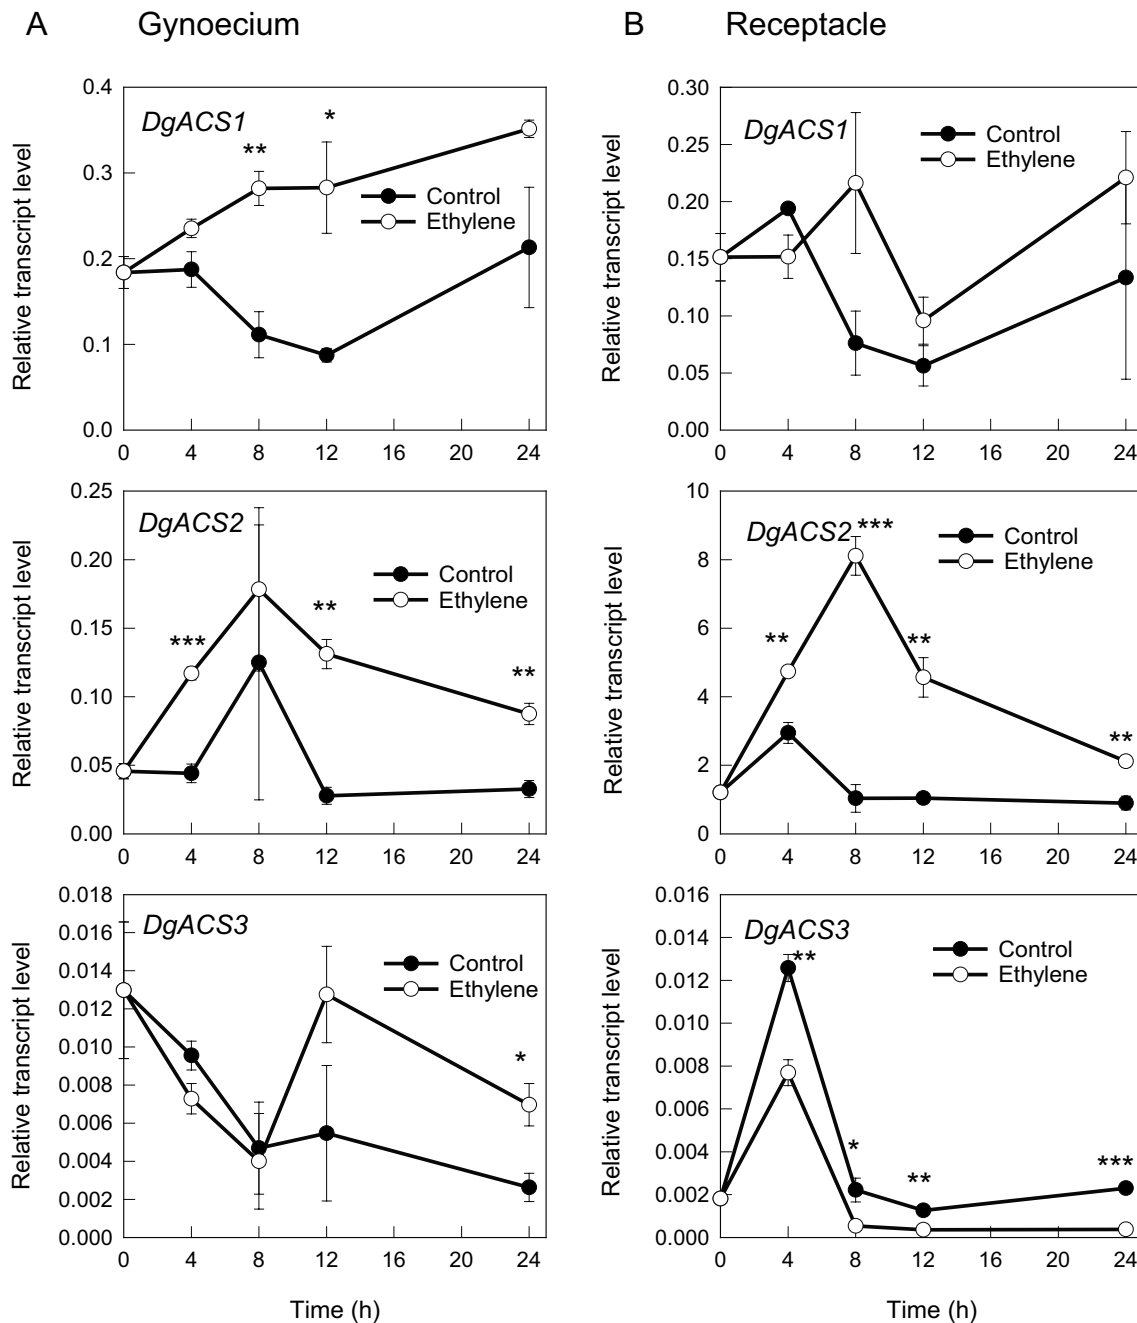 A Gynoecium
B Receptacle
Relative transcript level
0.4
0.3
0.2
0.1
0.0
DgACS1
**
*
Control
Ethylene
0 4 8 12 16 20 24
Relative transcript level
0.30
0.25
0.20
0.15
0.10
0.05
0.00
DgACS1
Control
Ethylene
0 4 8 12 16 20 24
Relative transcript level
0.25
0.20
0.15
0.10
0.05
0.00
DgACS2
***
**
**
Control
Ethylene
0 4 8 12 16 20 24
Relative transcript level
10
8
6
4
2
0
DgACS2
**
***
**
**
Control
Ethylene
0 4 8 12 16 20 24
Relative transcript level
0.018
0.016
0.014
0.012
0.010
0.008
0.006
0.004
0.002
0.000
DgACS3
*
Control
Ethylene
0 4 8 12 16 20 24
Time (h)
Relative transcript level
0.016
0.014
0.012
0.010
0.008
0.006
0.004
0.002
0.000
DgACS3
**
*
**
***
Control
Ethylene
0 4 8 12 16 20 24
Time (h)